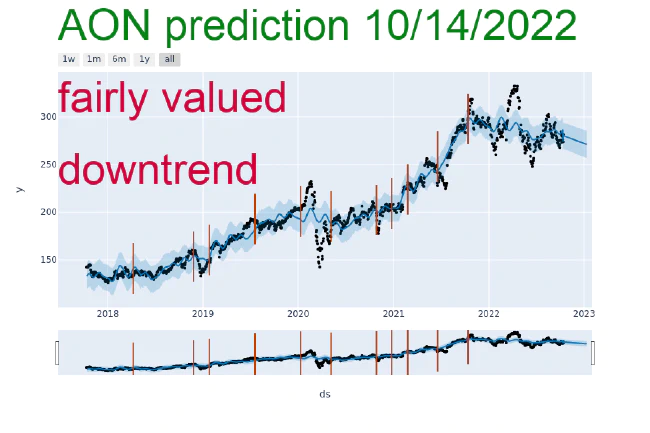 AON prediction 10/14/2022
1w 1m 6m 1y all
fairly valued
300
downtrend
250
y
200
150
2018 2019 2020 2021 2022 2023
ds